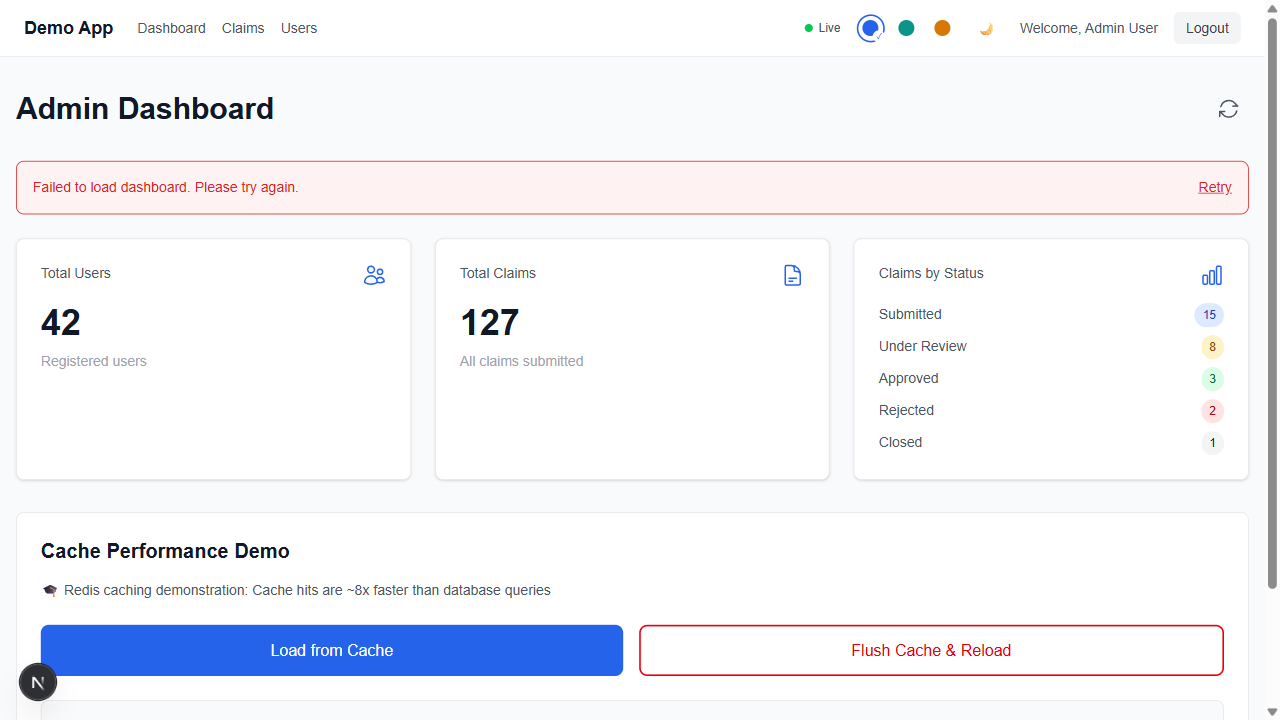 Demo App Dashboard Claims Users Live Welcome, Admin User Logout
Admin Dashboard
Failed to load dashboard. Please try again. Retry
Total Users
42
Registered users
Total Claims
127
All claims submitted
Claims by Status
Submitted 15
Under Review 8
Approved 3
Rejected 2
Closed 1
Cache Performance Demo
Redis caching demonstration: Cache hits are ~8x faster than database queries
Load from Cache Flush Cache & Reload
N